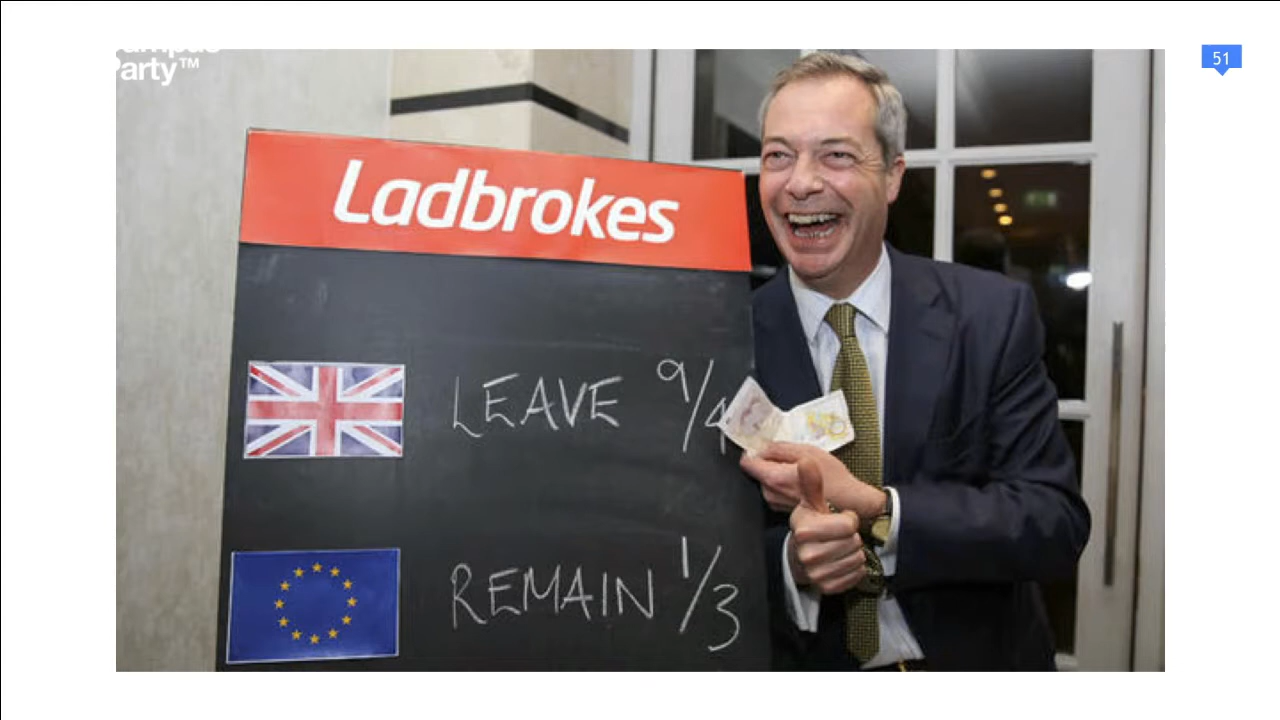 Party™
51
Ladbrokes
LEAVE 9/4
REMAIN 1/3